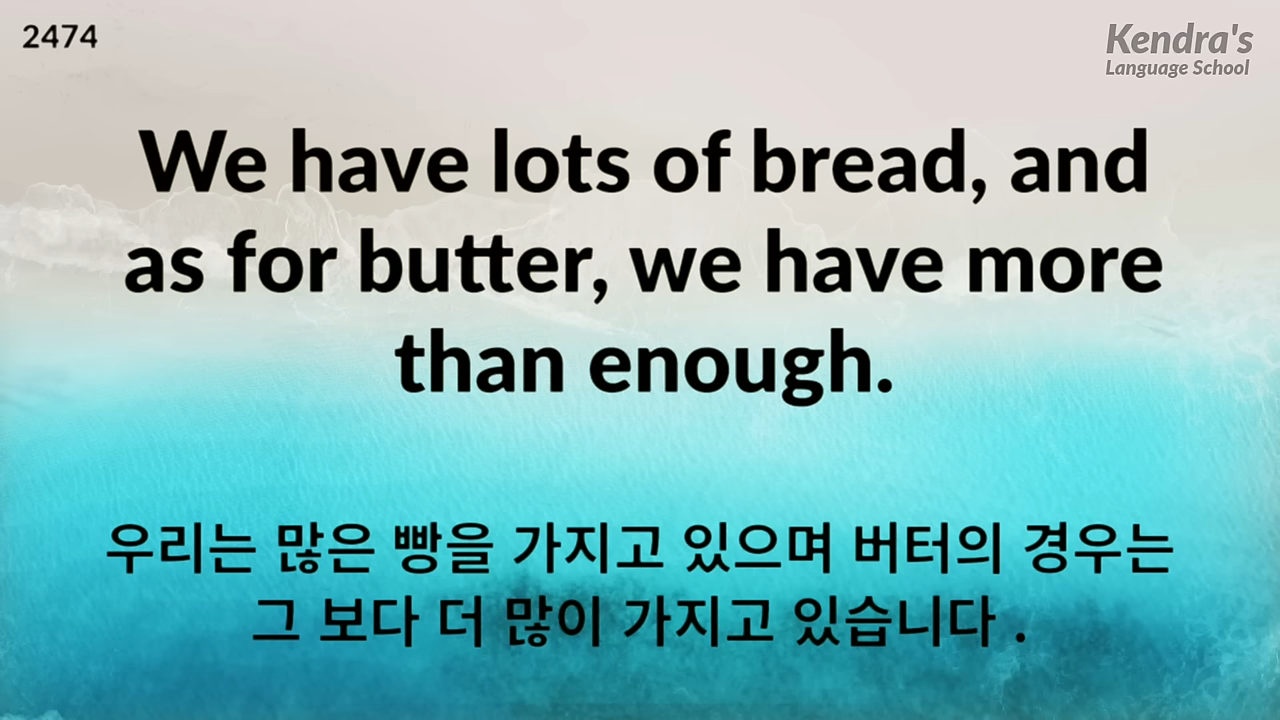 2474
Kendra's
Language School
We have lots of bread, and
as for butter, we have more
than enough.
우리는 많은 빵을 가지고 있으며 버터의 경우는
그 보다 더 많이 가지고 있습니다 .